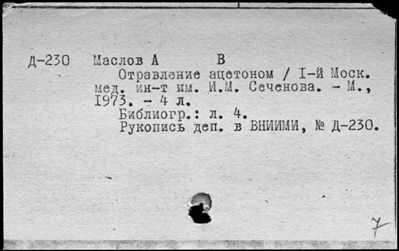 Д-230 Маслов А В
Отравление ацетоном / I-й Моск.
мед. ин-т им. И.М. Сеченова. - М.,
1973. - 4 л.
Библиогр.: л. 4.
Рукопись деп. в ВНИИМИ, № Д-230.
7